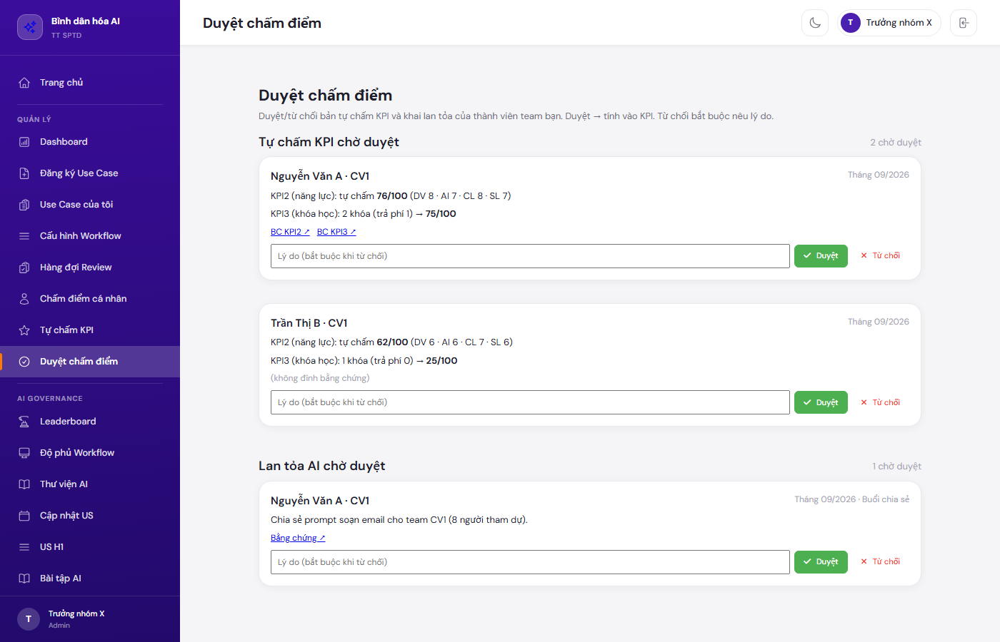 Bình dân hóa AI
TT SPTD
Trang chủ
QUẢN LÝ
Dashboard
Đăng ký Use Case
Use Case của tôi
Cấu hình Workflow
Hàng đợi Review
Chấm điểm cá nhân
Tự chấm KPI
Duyệt chấm điểm
AI GOVERNANCE
Leaderboard
Độ phủ Workflow
Thư viện AI
Cập nhật US
US H1
Bài tập AI
T
Trưởng nhóm X
Admin
Duyệt chấm điểm
T Trưởng nhóm X
Duyệt chấm điểm
Duyệt/từ chối bản tự chấm KPI và khai lan tỏa của thành viên team bạn. Duyệt → tính vào KPI. Từ chối bắt buộc nêu lý do.
Tự chấm KPI chờ duyệt
2 chờ duyệt
Nguyễn Văn A · CV1
Tháng 09/2026
KPI2 (năng lực): tự chấm 76/100 (DV 8 · AI 7 · CL 8 · SL 7)
KPI3 (khóa học): 2 khóa (trả phí 1) → 75/100
BC KPI2 ↗ BC KPI3 ↗
Lý do (bắt buộc khi từ chối)
✓ Duyệt
✕ Từ chối
Trần Thị B · CV1
Tháng 09/2026
KPI2 (năng lực): tự chấm 62/100 (DV 6 · AI 6 · CL 7 · SL 6)
KPI3 (khóa học): 1 khóa (trả phí 0) → 25/100
(không đính bằng chứng)
Lý do (bắt buộc khi từ chối)
✓ Duyệt
✕ Từ chối
Lan tỏa AI chờ duyệt
1 chờ duyệt
Nguyễn Văn A · CV1
Tháng 09/2026 · Buổi chia sẻ
Chia sẻ prompt soạn email cho team CV1 (8 người tham dự).
Bằng chứng ↗
Lý do (bắt buộc khi từ chối)
✓ Duyệt
✕ Từ chối